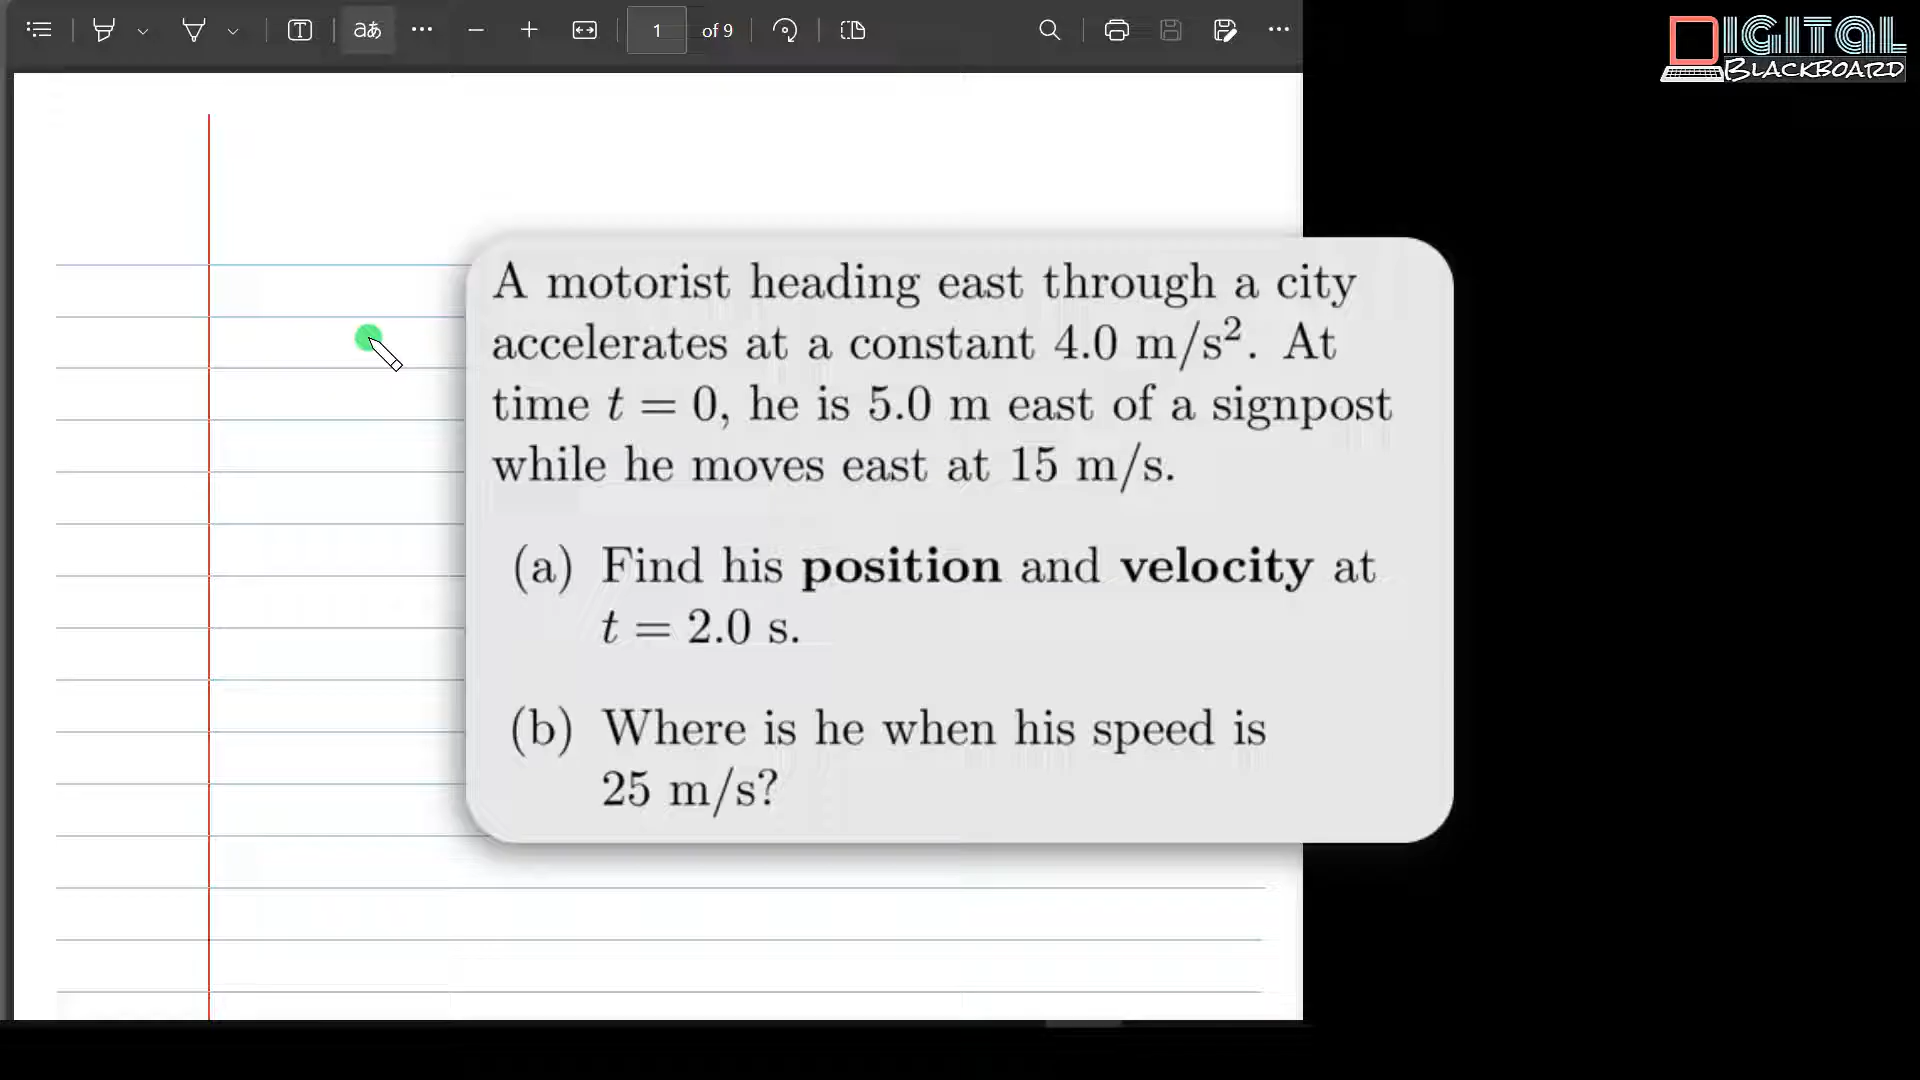 aあ
1 of 9
DIGITAL
BLACKBOARD
A motorist heading east through a city
accelerates at a constant 4.0 m/s². At
time t = 0, he is 5.0 m east of a signpost
while he moves east at 15 m/s.
(a) Find his position and velocity at
t = 2.0 s.
(b) Where is he when his speed is
25 m/s?